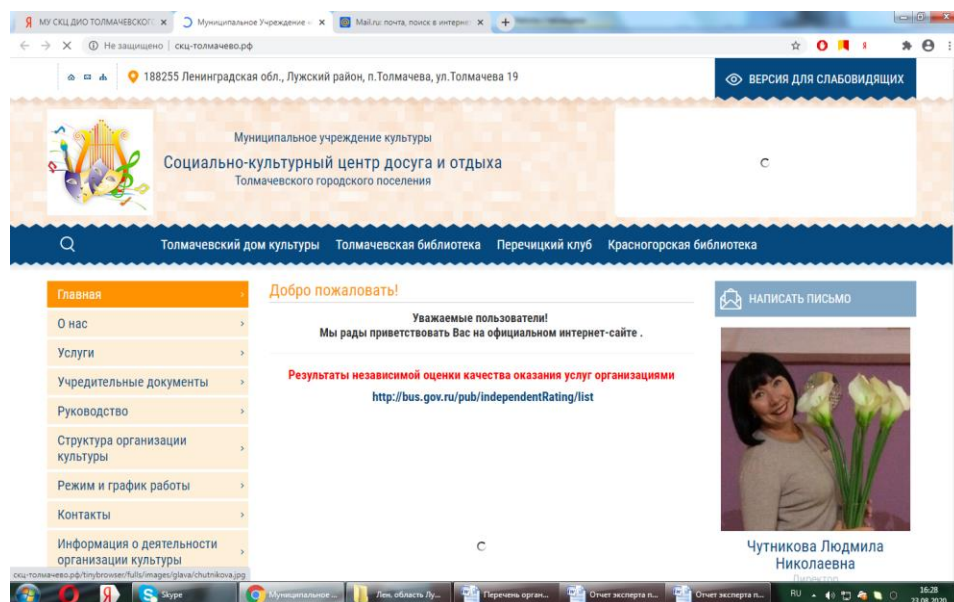 МУ СКЦ ДИО ТОЛМАЧЕВСКОГ
Муниципальное Учреждение
Mail.ru: почта, поиск в интерне
Не защищено | скц-толмачево.рф
188255 Ленинградская обл., Лужский район, п.Толмачева, ул.Толмачева 19
ВЕРСИЯ ДЛЯ СЛАБОВИДЯЩИХ
Муниципальное учреждение культуры
Социально-культурный центр досуга и отдыха
Толмачевского городского поселения
Толмачевский дом культуры Толмачевская библиотека Перечицкий клуб Красногорская библиотека
Главная
О нас
Услуги
Учредительные документы
Руководство
Структура организации
культуры
Режим и график работы
Контакты
Информация о деятельности
организации культуры
Добро пожаловать!
Уважаемые пользователи!
Мы рады приветствовать Вас на официальном интернет-сайте .
Результаты независимой оценки качества оказания услуг организациями
http://bus.gov.ru/pub/independentRating/list
НАПИСАТЬ ПИСЬМО
Чутникова Людмила
Николаевна
Директор
скц-толмачево.рф/tinybrowser/fulls/images/glava/chutnikova.jpg
Skype
Муниципальное ...
Лен. область Лу...
Перечень орган...
Отчет эксперта п...
Отчет эксперта п...
RU
16:28
23.08.2020